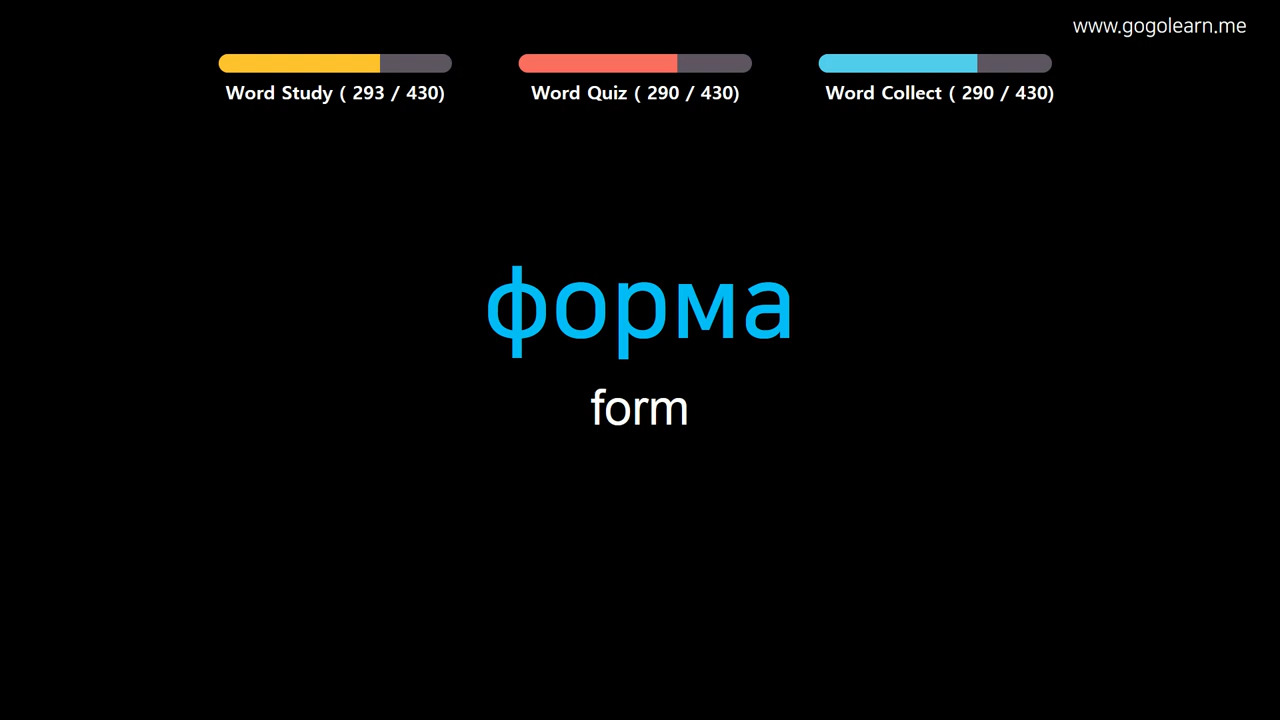 www.gogolearn.me
Word Study ( 293 / 430)
Word Quiz ( 290 / 430)
Word Collect ( 290 / 430)
форма
form